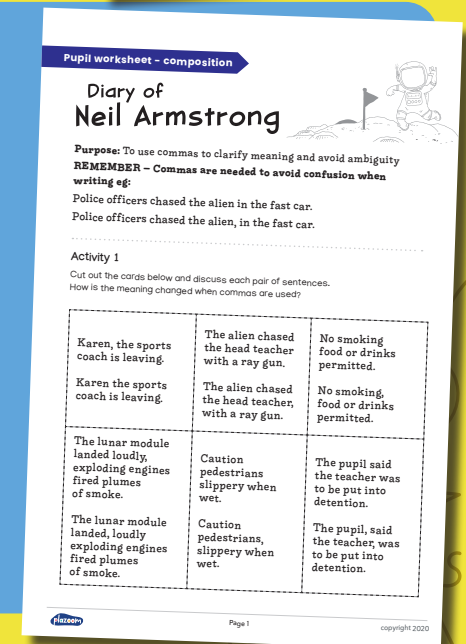 Pupil worksheet - composition
Diary of
Neil Armstrong
Purpose: To use commas to clarify meaning and avoid ambiguity
REMEMBER – Commas are needed to avoid confusion when
writing eg:
Police officers chased the alien in the fast car.
Police officers chased the alien, in the fast car.
Activity 1
Cut out the cards below and discuss each pair of sentences.
How is the meaning changed when commas are used?
Karen, the sports
coach is leaving.
Karen the sports
coach is leaving.
The alien chased
the head teacher
with a ray gun.
The alien chased
the head teacher,
with a ray gun.
No smoking
food or drinks
permitted.
No smoking,
food or drinks
permitted.
The lunar module
landed loudly,
exploding engines
fired plumes
of smoke.
The lunar module
landed, loudly
exploding engines
fired plumes
of smoke.
Caution
pedestrians
slippery when
wet.
Caution
pedestrians,
slippery when
wet.
The pupil said
the teacher was
to be put into
detention.
The pupil, said
the teacher, was
to be put into
detention.
plazoom
Page 1
copyright 2020